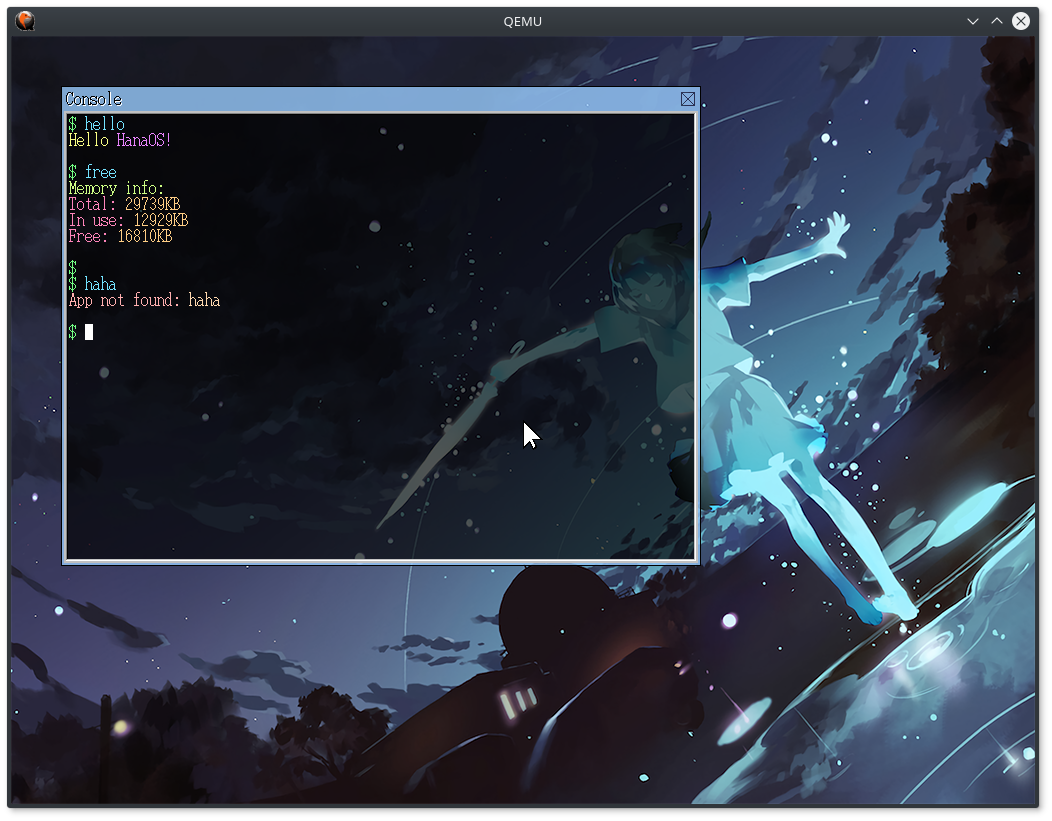 QEMU
Console
$ hello
Hello HanaOS!
$ free
Memory info:
Total: 29739KB
In use: 12929KB
Free: 16810KB
$
$ haha
App not found: haha
$